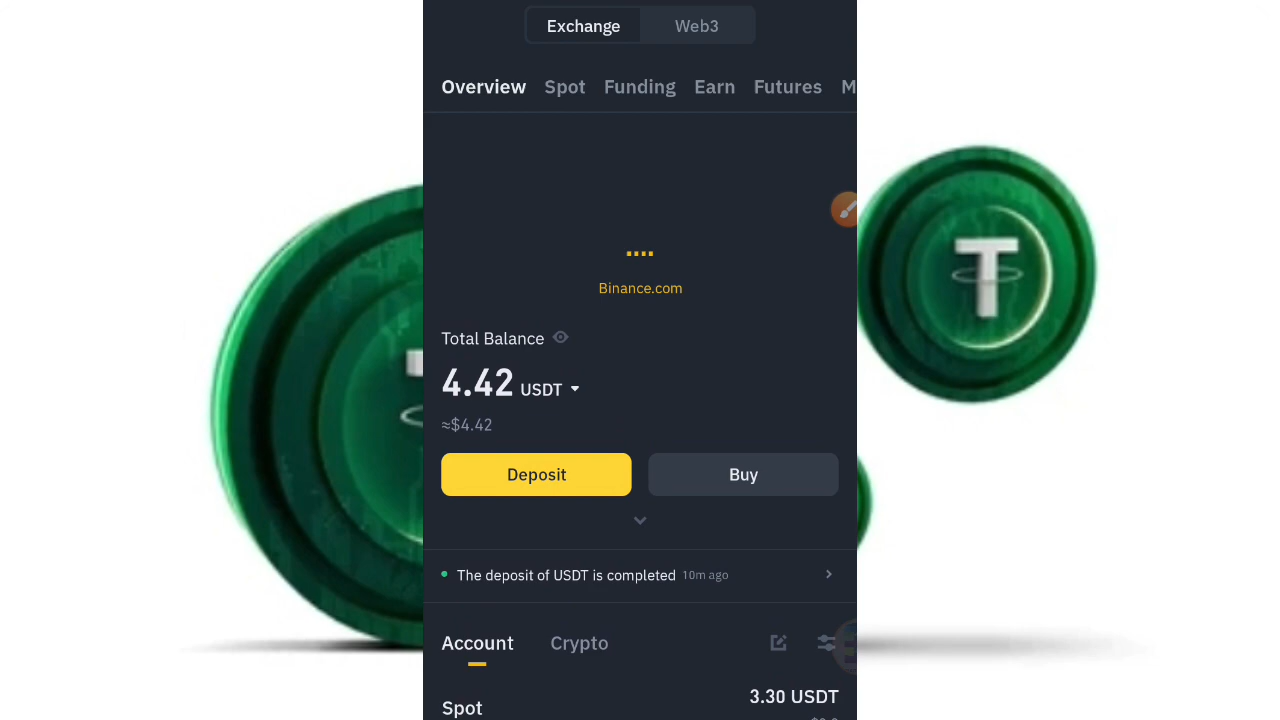 Exchange Web3
Overview Spot Funding Earn Futures M
Binance.com
Total Balance
4.42 USDT
≈$4.42
Deposit Buy
The deposit of USDT is completed 10m ago
Account Crypto
3.30 USDT
Spot